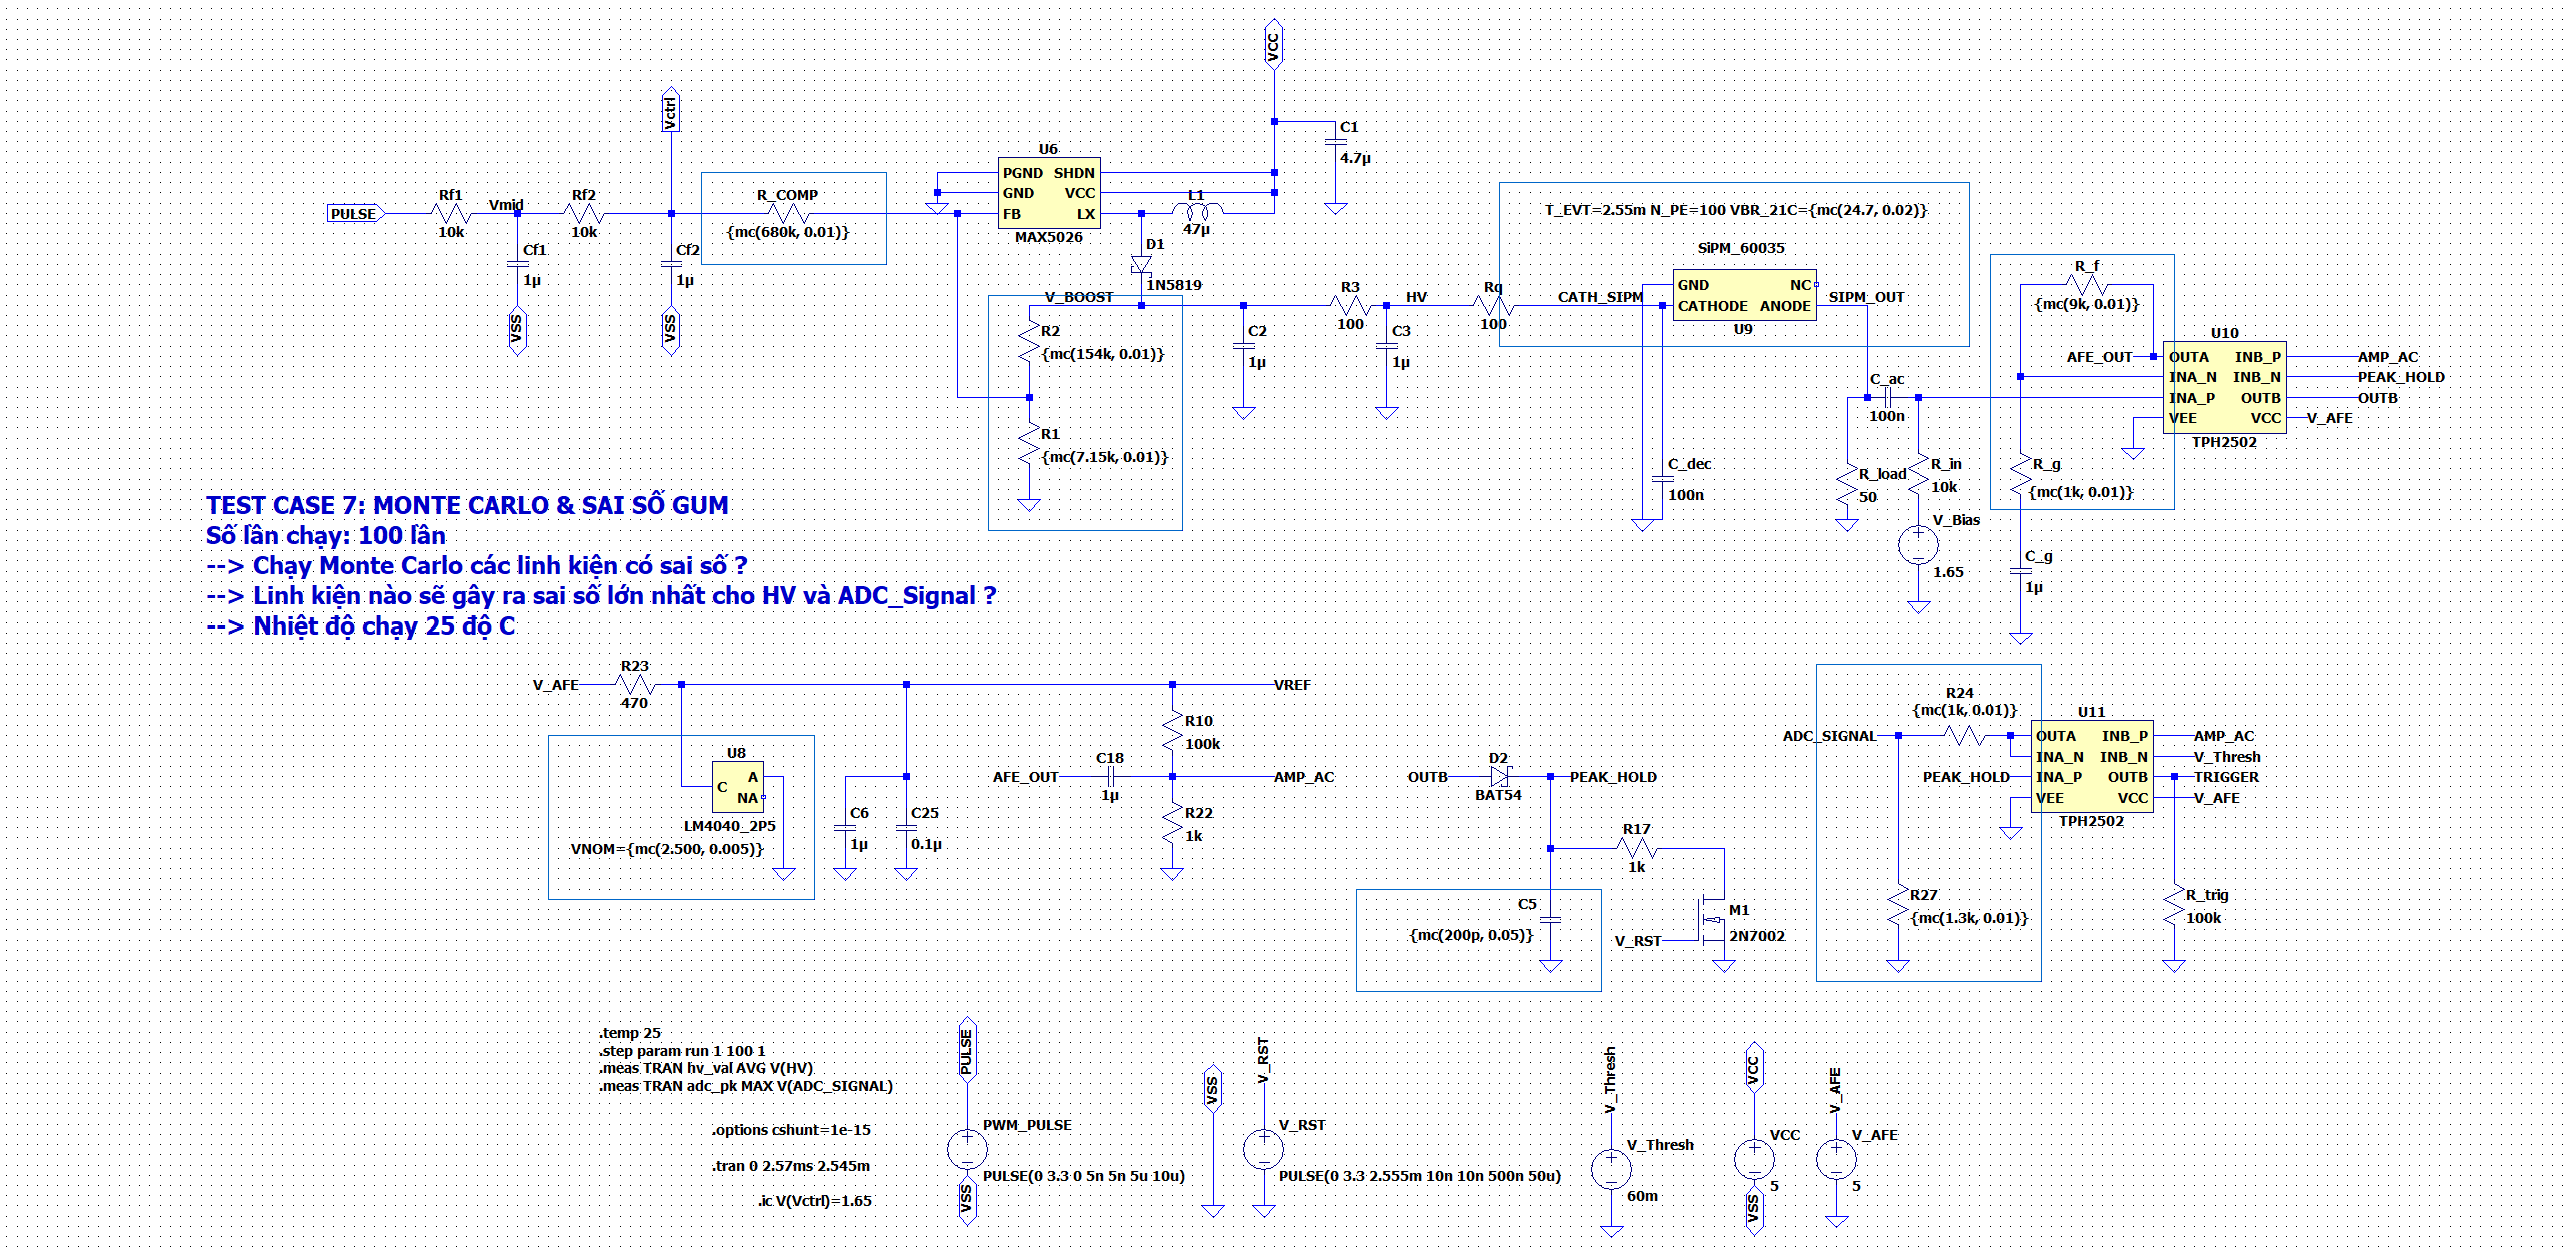 VCC
Vctrl
C1
4.7µ
U6
PGND SHDN
GND VCC
FB LX
MAX5026
L1
47µ
PULSE
Rf1
10k
Vmid
Rf2
10k
Cf1
1µ
VSS
Cf2
1µ
VSS
R_COMP
{mc(680k, 0.01)}
D1
1N5819
V_BOOST
R2
{mc(154k, 0.01)}
R1
{mc(7.15k, 0.01)}
C2
1µ
R3
100
HV
C3
1µ
Rq
100
T_EVT=2.55m N_PE=100 VBR_21C={mc(24.7, 0.02)}
SiPM_60035
CATH_SIPM
GND NC
CATHODE ANODE
U9
SIPM_OUT
C_dec
100n
C_ac
100n
R_load
50
R_in
10k
V_Bias
1.65
R_f
{mc(9k, 0.01)}
R_g
{mc(1k, 0.01)}
C_g
1µ
U10
AFE_OUT
OUTA INB_P
INA_N INB_N
INA_P OUTB
VEE VCC
TPH2502
AMP_AC
PEAK_HOLD
OUTB
V_AFE
TEST CASE 7: MONTE CARLO & SAI SỐ GUM
Số lần chạy: 100 lần
--> Chạy Monte Carlo các linh kiện có sai số ?
--> Linh kiện nào sẽ gây ra sai số lớn nhất cho HV và ADC_Signal ?
--> Nhiệt độ chạy 25 độ C
V_AFE
R23
470
VREF
U8
A
C
NA
LM4040_2P5
VNOM={mc(2.500, 0.005)}
C6
1µ
C25
0.1µ
R10
100k
AFE_OUT
C18
1µ
AMP_AC
R22
1k
OUTB
D2
BAT54
PEAK_HOLD
R17
1k
C5
{mc(200p, 0.05)}
V_RST
M1
2N7002
R24
{mc(1k, 0.01)}
ADC_SIGNAL
PEAK_HOLD
U11
OUTA INB_P
INA_N INB_N
INA_P OUTB
VEE VCC
TPH2502
AMP_AC
V_Thresh
TRIGGER
V_AFE
R27
{mc(1.3k, 0.01)}
R_trig
100k
.temp 25
.step param run 1 100 1
.meas TRAN hv_val AVG V(HV)
.meas TRAN adc_pk MAX V(ADC_SIGNAL)
.options cshunt=1e-15
.tran 0 2.57ms 2.545m
.ic V(Vctrl)=1.65
PULSE
PWM_PULSE
PULSE(0 3.3 0 5n 5n 5u 10u)
VSS
VSS
V_RST
V_RST
PULSE(0 3.3 2.555m 10n 10n 500n 50u)
V_Thresh
V_Thresh
60m
VCC
VCC
5
VSS
V_AFE
V_AFE
5